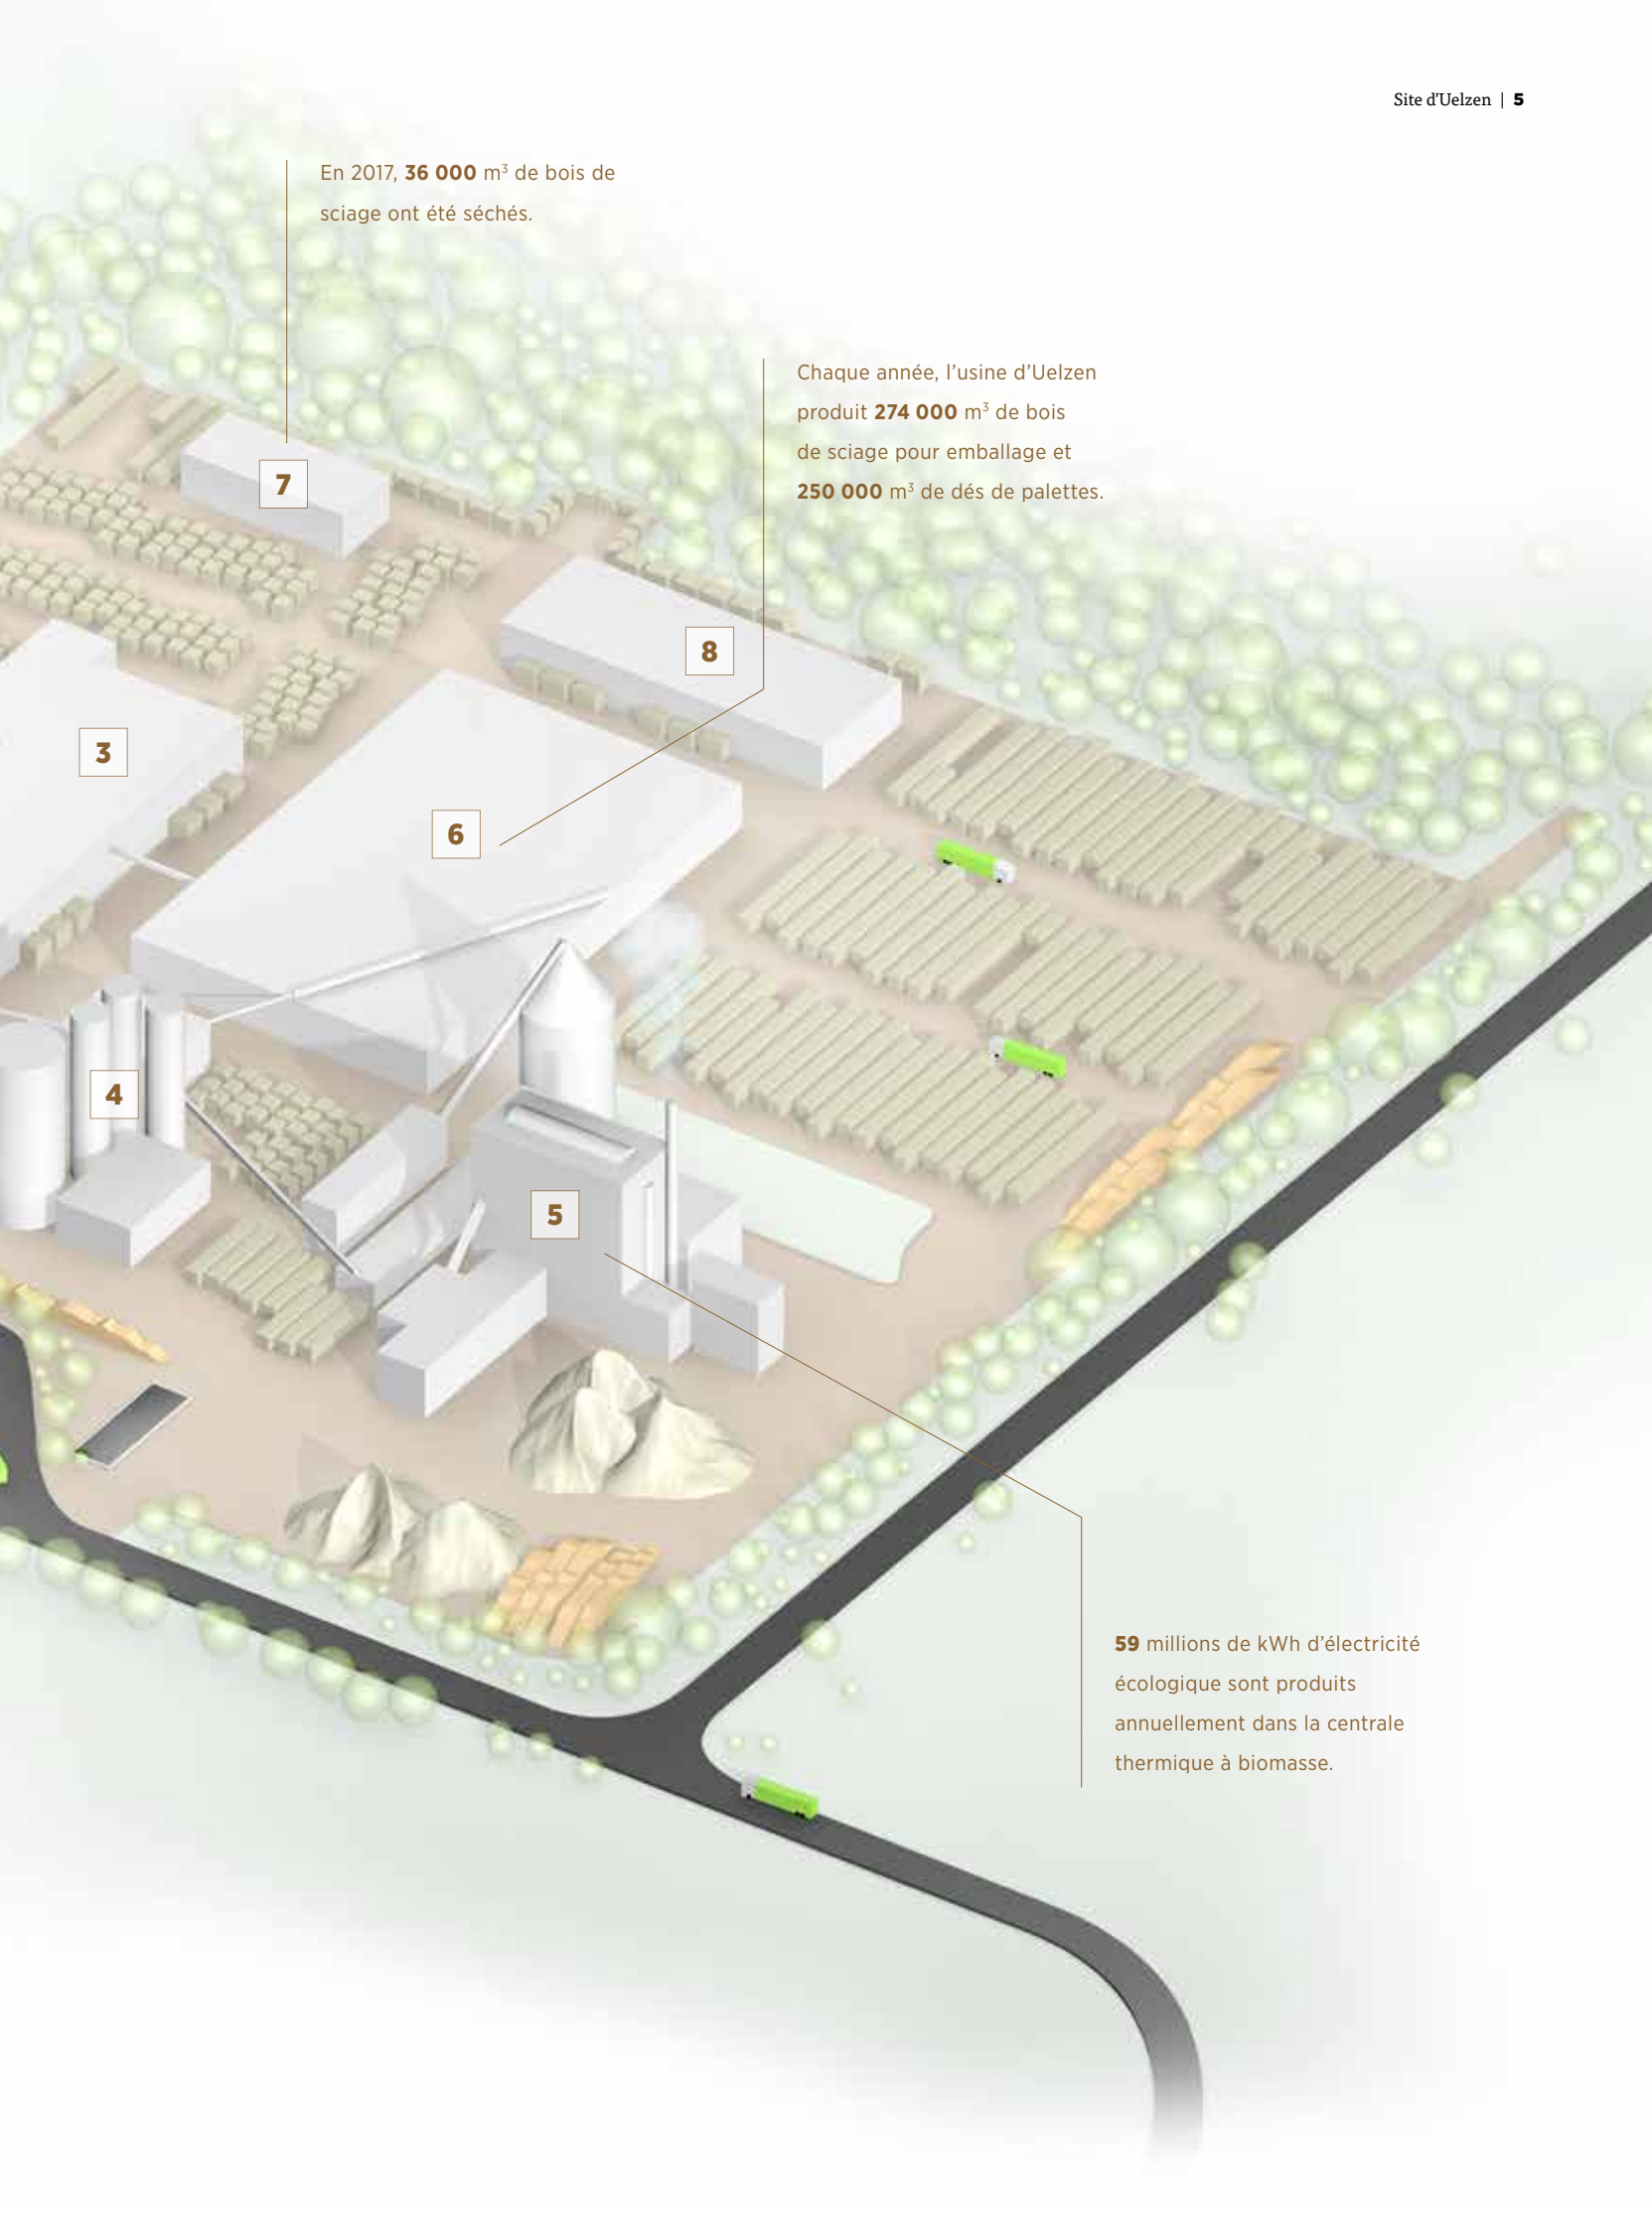 Site d'Uelzen | 5
En 2017, 36 000 m³ de bois de
sciage ont été séchés.
Chaque année, l'usine d'Uelzen
produit 274 000 m³ de bois
de sciage pour emballage et
250 000 m³ de dés de palettes.
7
8
3
6
4
5
59 millions de kWh d'électricité
écologique sont produits
annuellement dans la centrale
thermique à biomasse.